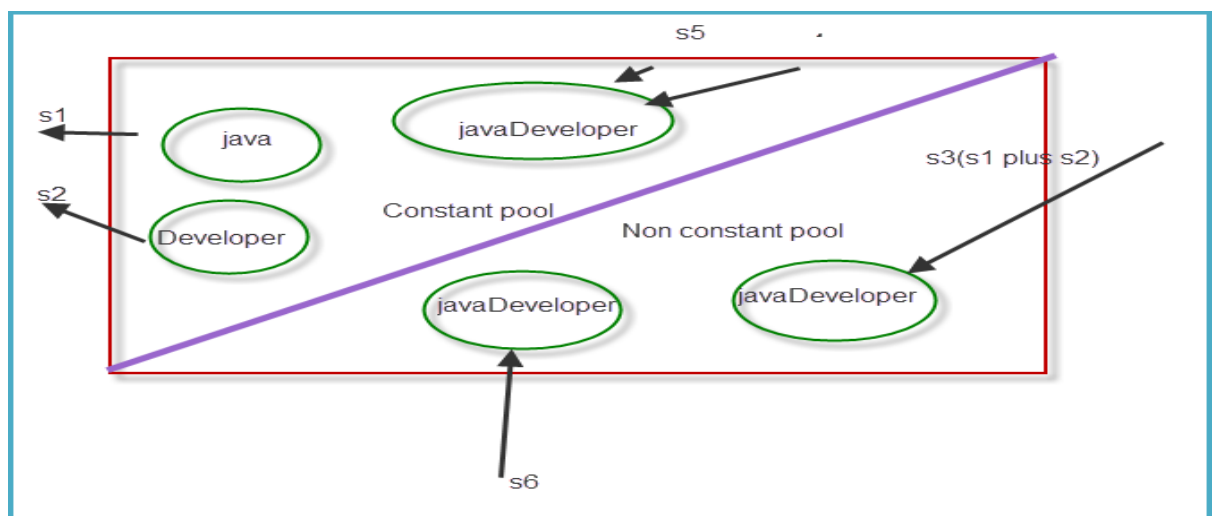 s5
s1
java
javaDeveloper
s3(s1 plus s2)
s2
Constant pool
Developer
Non constant pool
javaDeveloper
javaDeveloper
s6